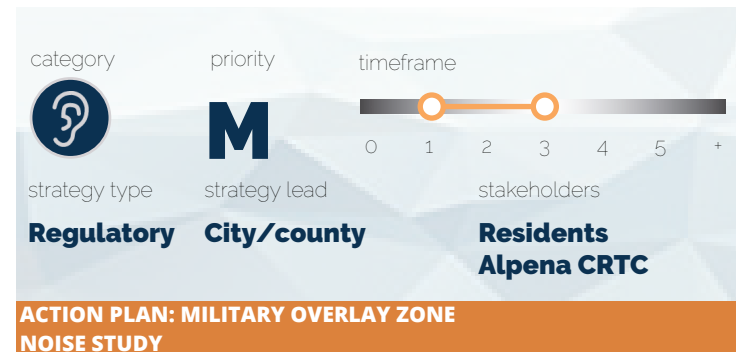 category
priority
timeframe
M
0 1 2 3 4 5 +
strategy type
strategy lead
stakeholders
Regulatory
City/county
Residents
Alpena CRTC
ACTION PLAN: MILITARY OVERLAY ZONE
NOISE STUDY